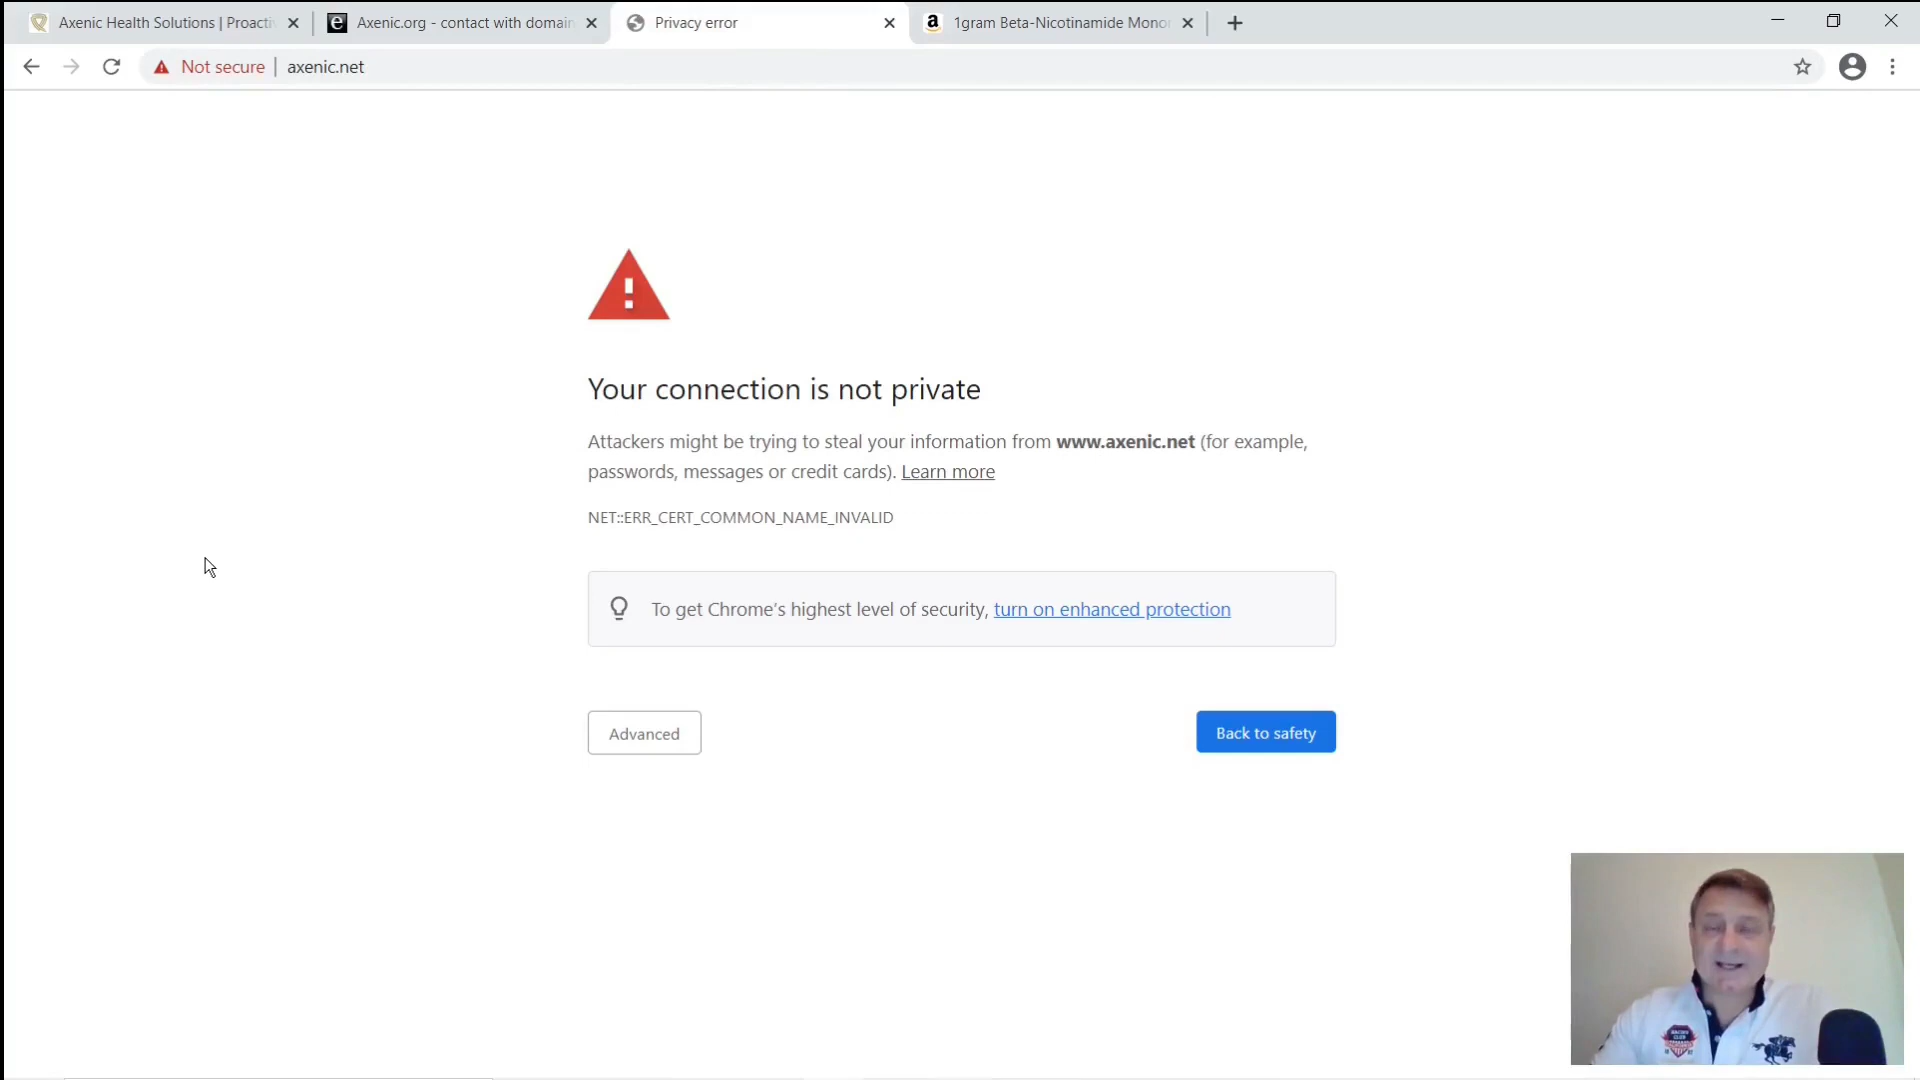 Axenic Health Solutions | Proacti
Axenic.org - contact with domain
Privacy error
1gram Beta-Nicotinamide Monon
Not secure | axenic.net
Your connection is not private
Attackers might be trying to steal your information from www.axenic.net (for example,
passwords, messages or credit cards). Learn more
NET::ERR_CERT_COMMON_NAME_INVALID
To get Chrome's highest level of security, turn on enhanced protection
Advanced
Back to safety